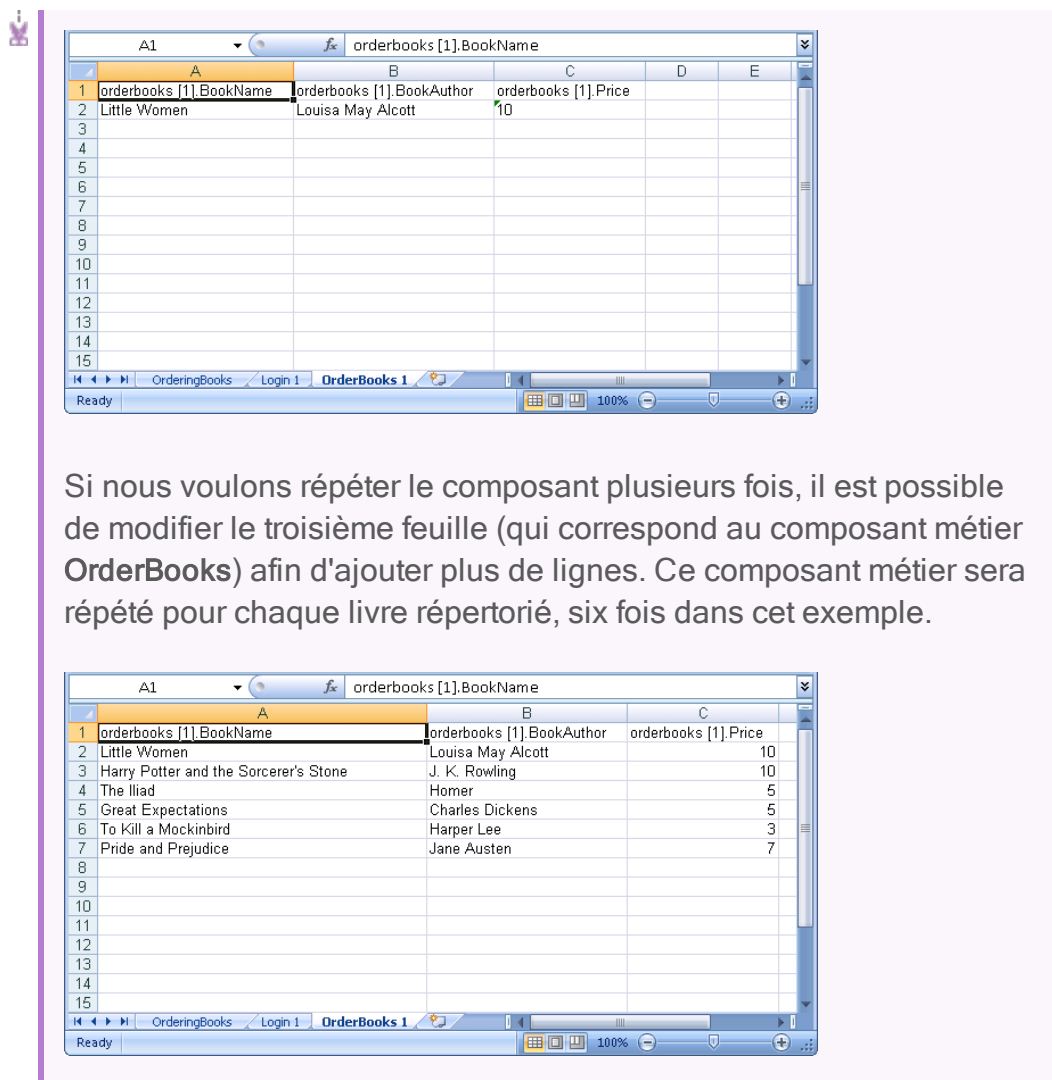 A1 fx orderbooks [1].BookName
A B C D E
1 orderbooks [1].BookName orderbooks [1].BookAuthor orderbooks [1].Price
2 Little Women Louisa May Alcott 10
3
4
5
6
7
8
9
10
11
12
13
14
15
OrderingBooks Login 1 OrderBooks 1
Ready 100%
Si nous voulons répéter le composant plusieurs fois, il est possible
de modifier le troisième feuille (qui correspond au composant métier
OrderBooks) afin d'ajouter plus de lignes. Ce composant métier sera
répété pour chaque livre répertorié, six fois dans cet exemple.
A1 fx orderbooks [1].BookName
A B C
1 orderbooks [1].BookName orderbooks [1].BookAuthor orderbooks [1].Price
2 Little Women Louisa May Alcott 10
3 Harry Potter and the Sorcerer's Stone J. K. Rowling 10
4 The Iliad Homer 5
5 Great Expectations Charles Dickens 5
6 To Kill a Mockinbird Harper Lee 3
7 Pride and Prejudice Jane Austen 7
8
9
10
11
12
13
14
15
OrderingBooks Login 1 OrderBooks 1
Ready 100%